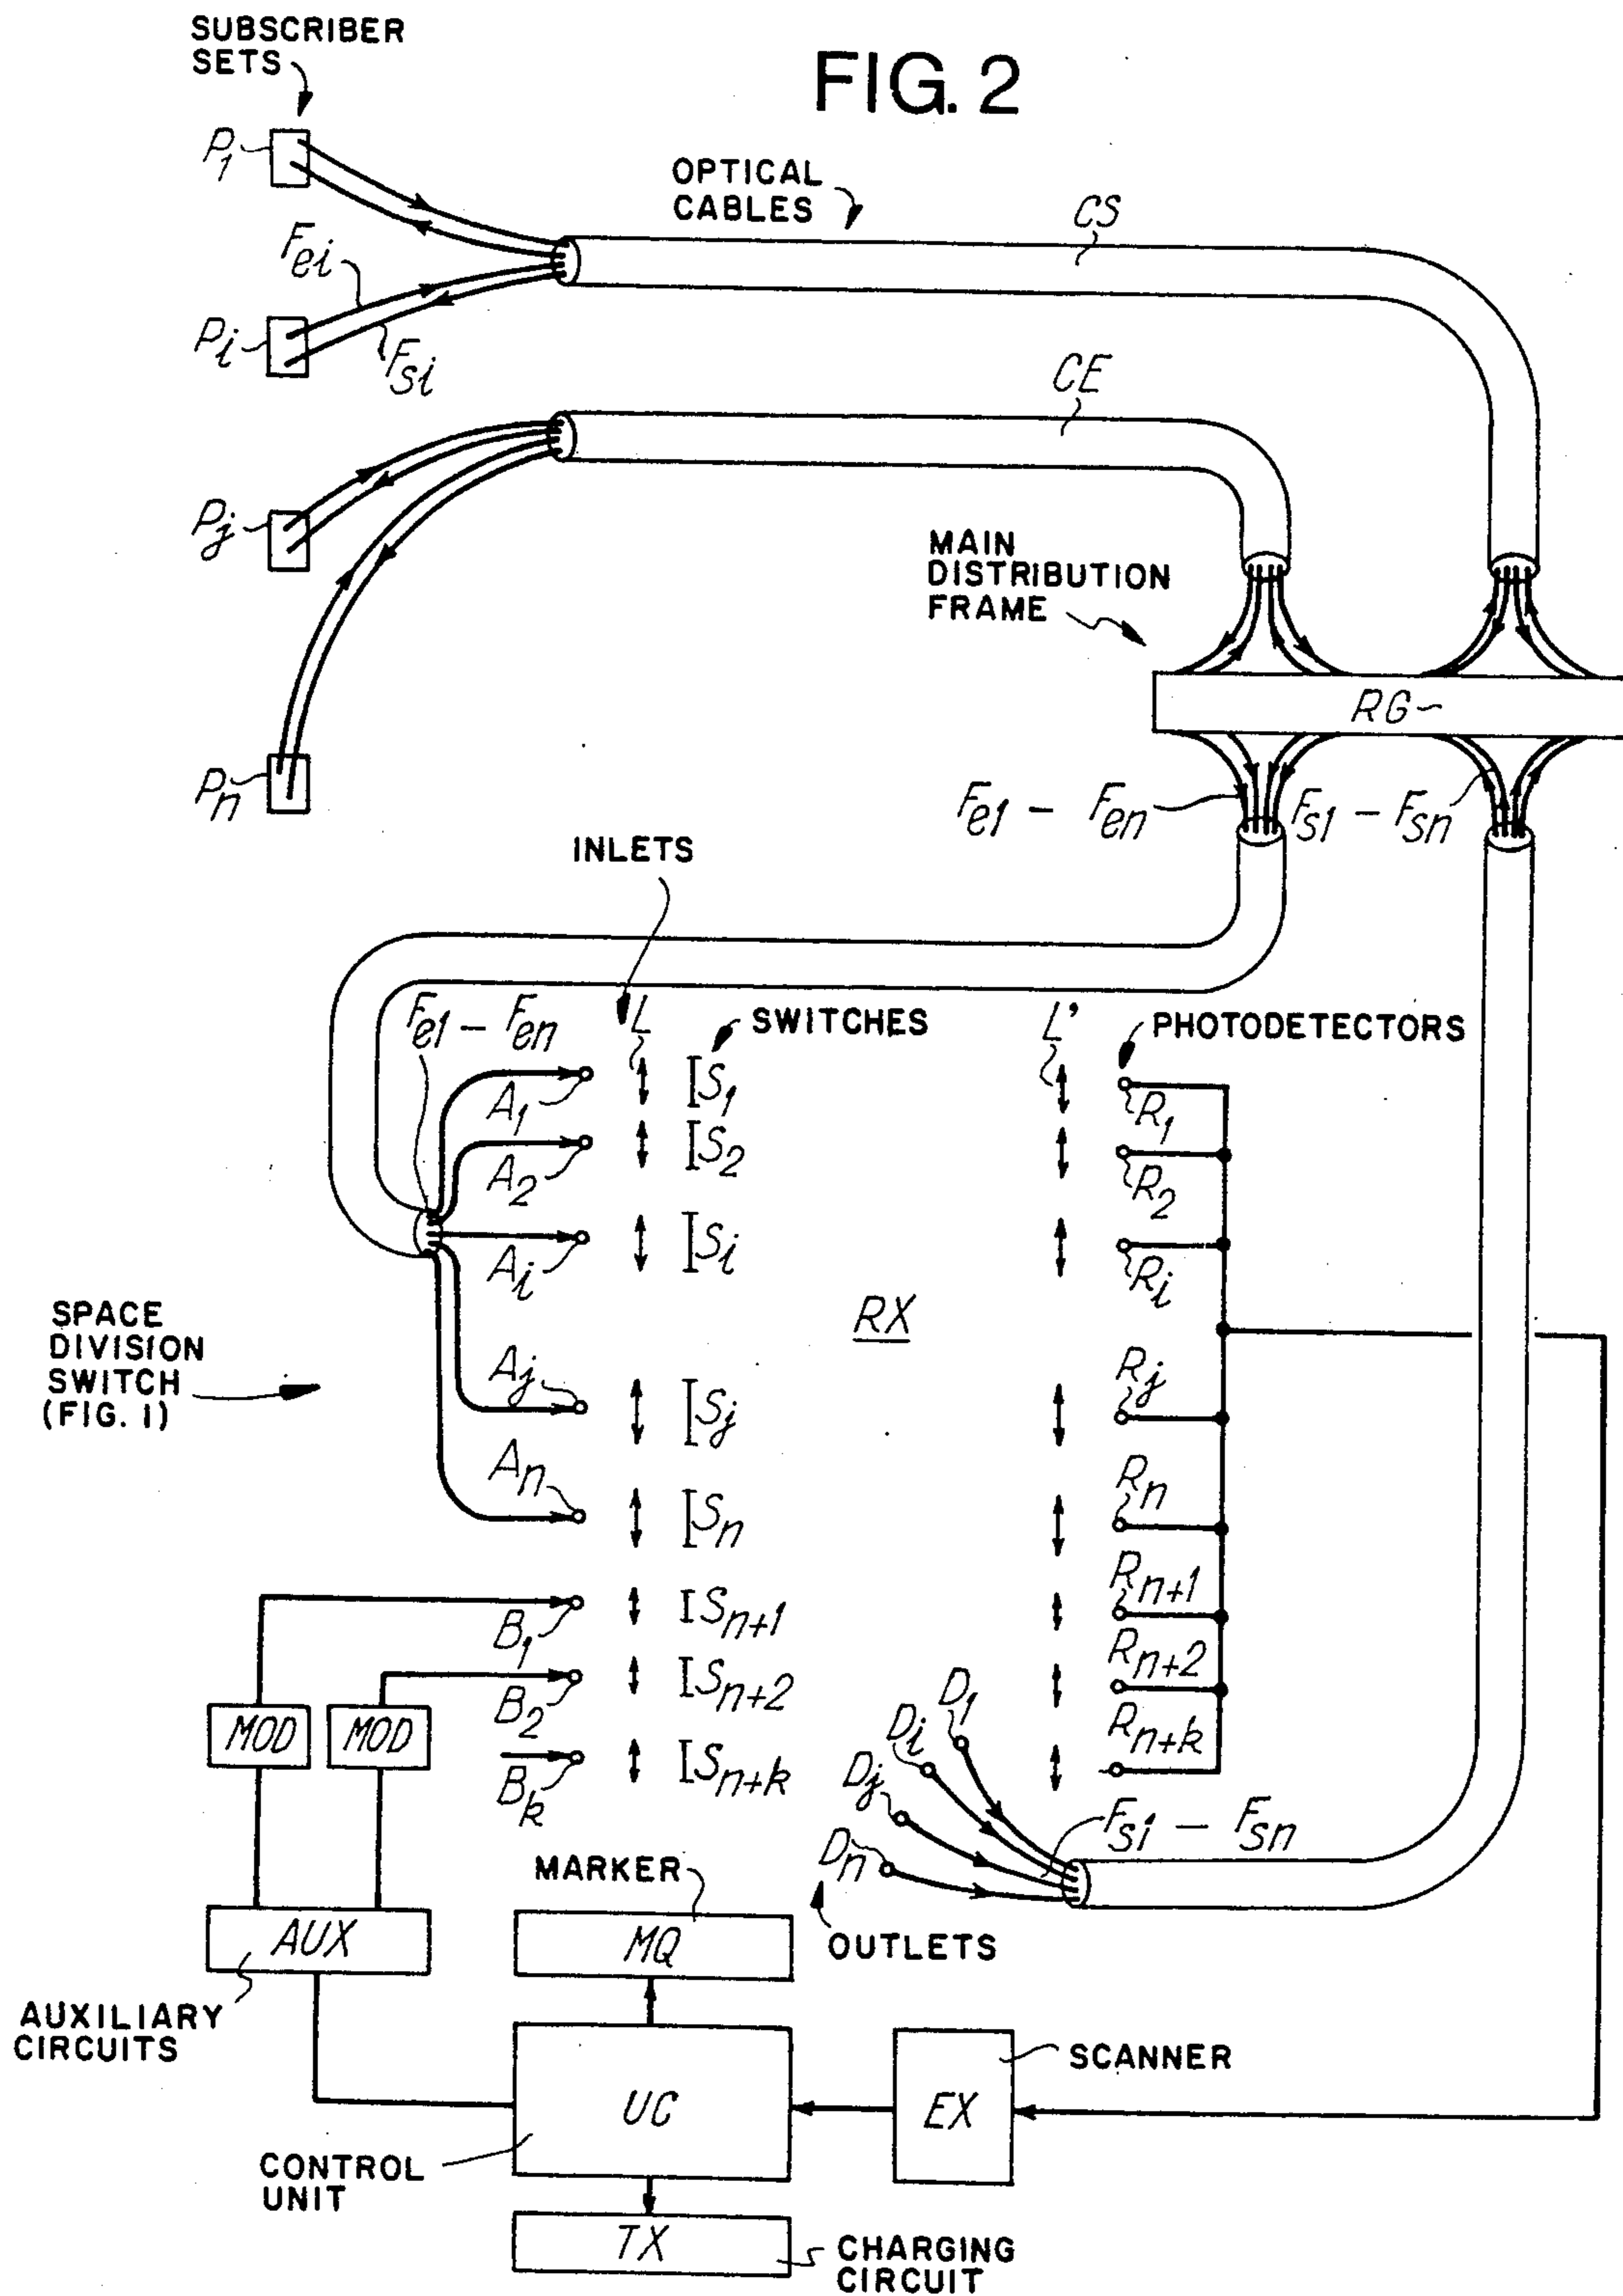 SUBSCRIBER
SETS
FIG. 2
P1
OPTICAL
CABLES
CS
Fei
Pi
Fsi
CE
Pj
MAIN
DISTRIBUTION
FRAME
RG
Pn
Fe1 - Fen
Fs1 - Fsn
INLETS
Fe1 - Fen
L
SWITCHES
L'
PHOTODETECTORS
A1
S1
R1
A2
S2
R2
Ai
Si
Ri
SPACE
DIVISION
SWITCH
(FIG. 1)
RX
Aj
Sj
Rj
An
Sn
Rn
B1
Sn+1
Rn+1
MOD
MOD
B2
Sn+2
Rn+2
D1
Di
Bk
Sn+k
Rn+k
Dj
Fs1 - Fsn
Dn
MARKER
AUX
MQ
OUTLETS
AUXILIARY
CIRCUITS
SCANNER
UC
EX
CONTROL
UNIT
TX
CHARGING
CIRCUIT